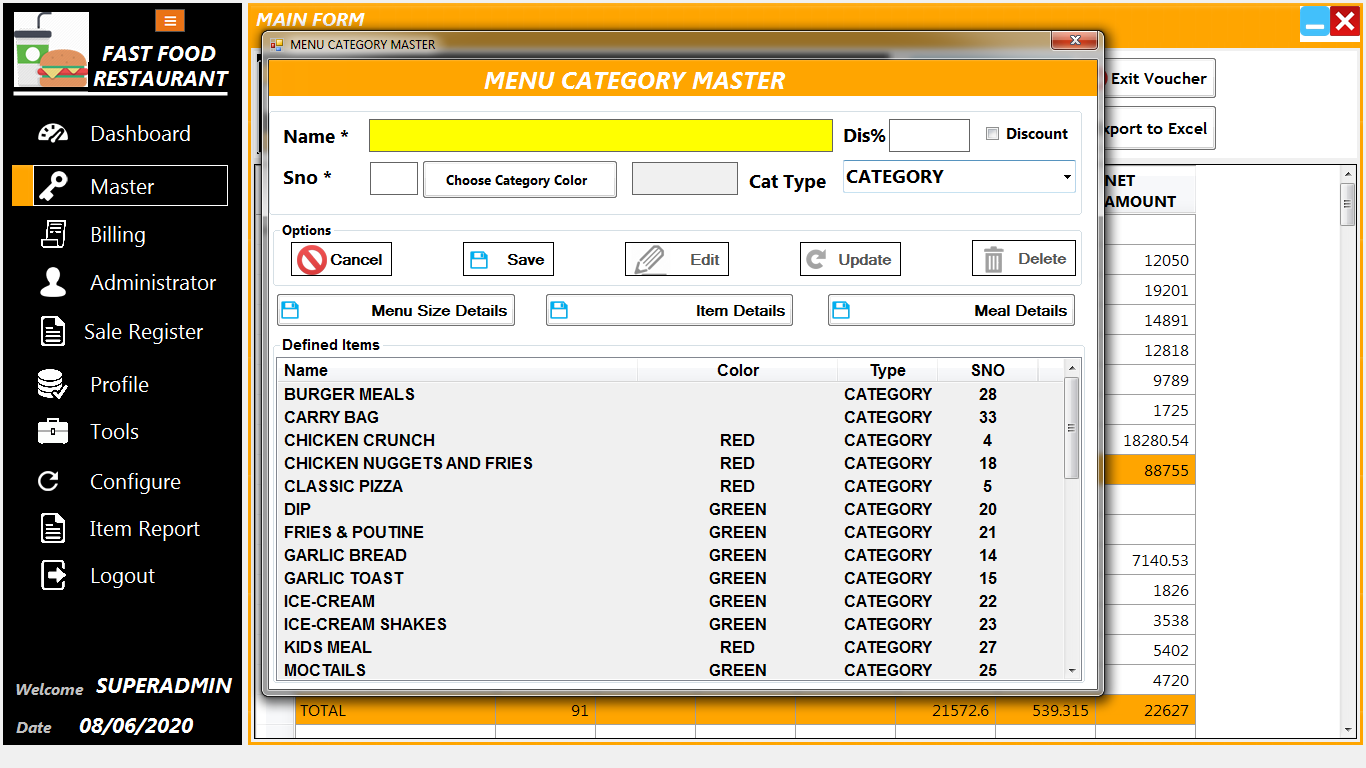 MAIN FORM
FAST FOOD
RESTAURANT
Dashboard
Master
Billing
Administrator
Sale Register
Profile
Tools
Configure
Item Report
Logout
Welcome SUPERADMIN
Date 08/06/2020
MENU CATEGORY MASTER
MENU CATEGORY MASTER
Name * Dis% Discount
Sno * Choose Category Color Cat Type CATEGORY
Options
Cancel Save Edit Update Delete
Menu Size Details Item Details Meal Details
Defined Items
Name Color Type SNO
BURGER MEALS CATEGORY 28
CARRY BAG CATEGORY 33
CHICKEN CRUNCH RED CATEGORY 4
CHICKEN NUGGETS AND FRIES RED CATEGORY 18
CLASSIC PIZZA RED CATEGORY 5
DIP GREEN CATEGORY 20
FRIES & POUTINE GREEN CATEGORY 21
GARLIC BREAD GREEN CATEGORY 14
GARLIC TOAST GREEN CATEGORY 15
ICE-CREAM GREEN CATEGORY 22
ICE-CREAM SHAKES GREEN CATEGORY 23
KIDS MEAL RED CATEGORY 27
MOCTAILS GREEN CATEGORY 25
Exit Voucher
xport to Excel
NET
AMOUNT
12050
19201
14891
12818
9789
1725
18280.54
88755
7140.53
1826
3538
5402
4720
TOTAL 91 21572.6 539.315 22627